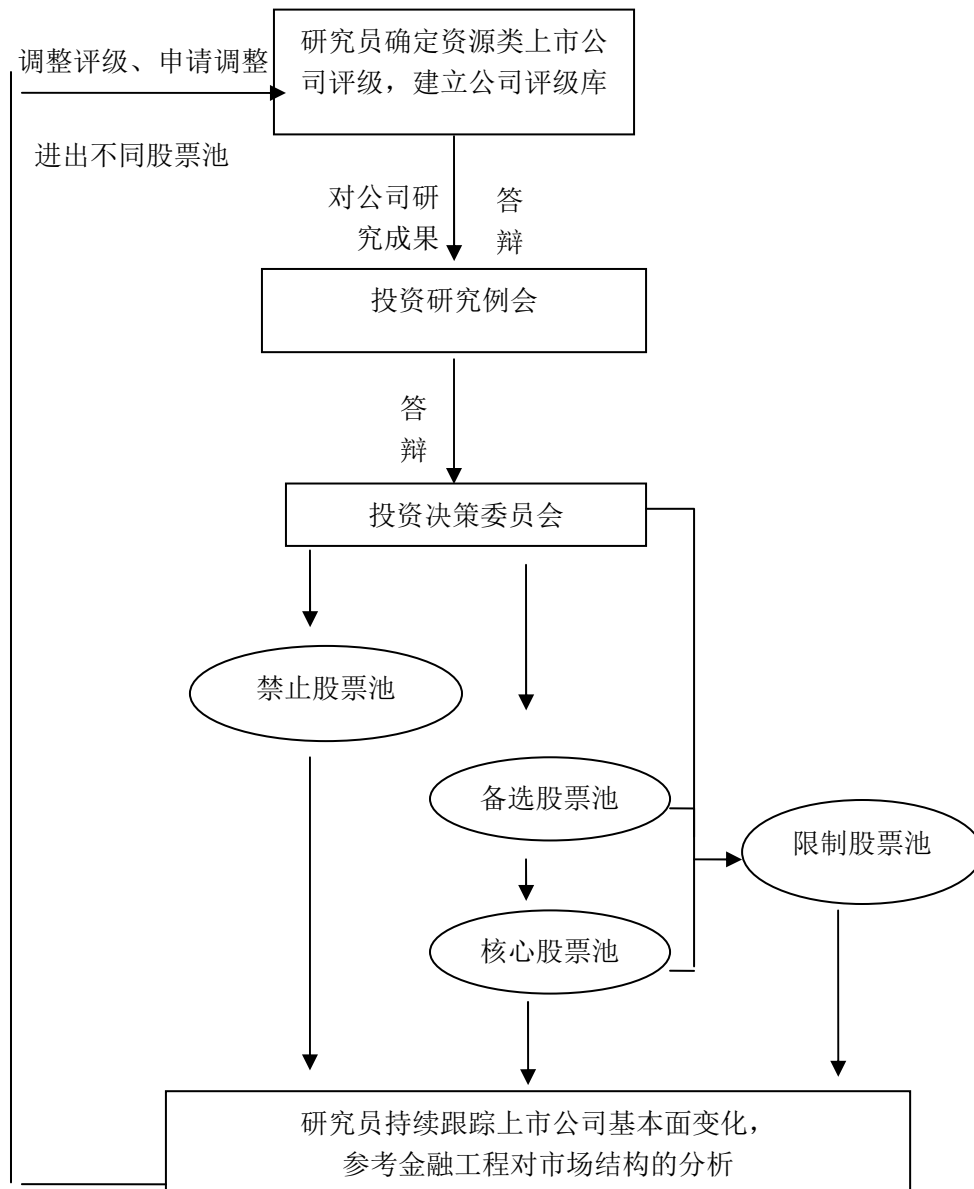 研究员确定资源类上市公
司评级，建立公司评级库
调整评级、申请调整
进出不同股票池
对公司研
究成果
答
辩
投资研究例会
答
辩
投资决策委员会
禁止股票池
备选股票池
限制股票池
核心股票池
研究员持续跟踪上市公司基本面变化，
参考金融工程对市场结构的分析